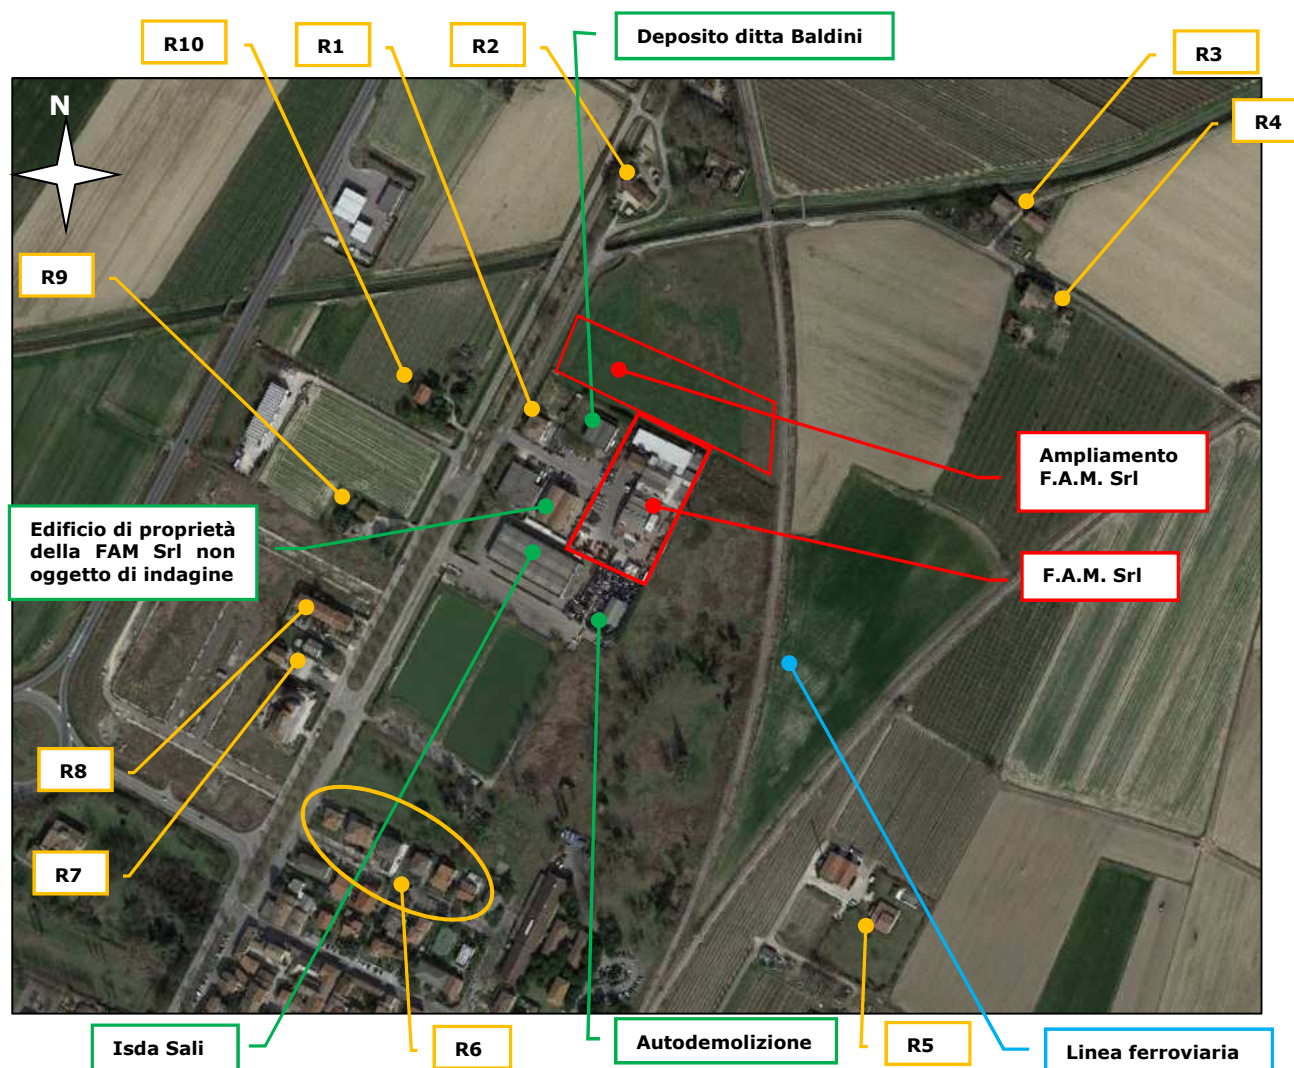 Deposito ditta Baldini
R10
R1
R2
R3
N
R4
R9
Ampliamento
F.A.M. Srl
Edificio di proprietà
della FAM Srl non
oggetto di indagine
F.A.M. Srl
R8
R7
Isda Sali
R6
Autodemolizione
R5
Linea ferroviaria